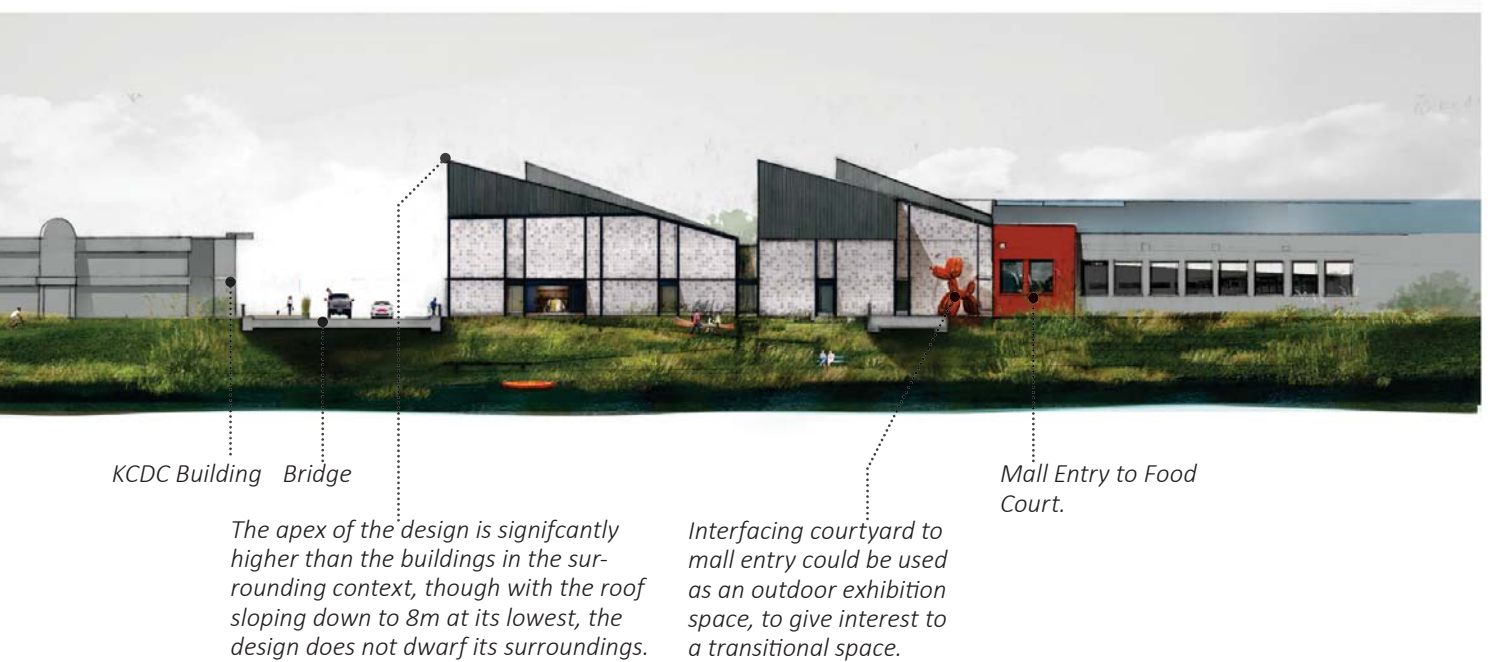 KCDC Building
Bridge
The apex of the design is signifcantly
higher than the buildings in the sur-
rounding context, though with the roof
sloping down to 8m at its lowest, the
design does not dwarf its surroundings.
Interfacing courtyard to
mall entry could be used
as an outdoor exhibition
space, to give interest to
a transitional space.
Mall Entry to Food
Court.